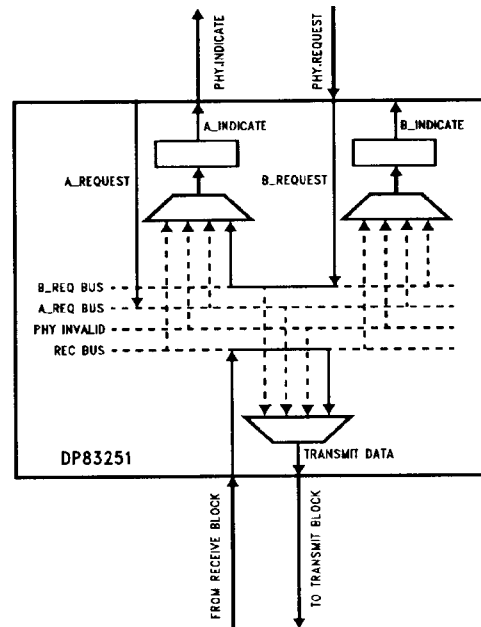 PHY_INDICATE
PHY_REQUEST
A_INDICATE
B_INDICATE
A_REQUEST
B_REQUEST
B_REQ BUS
A_REQ BUS
PHY INVALID
REC BUS
TRANSMIT DATA
DP83251
FROM RECEIVE BLOCK
TO TRANSMIT BLOCK